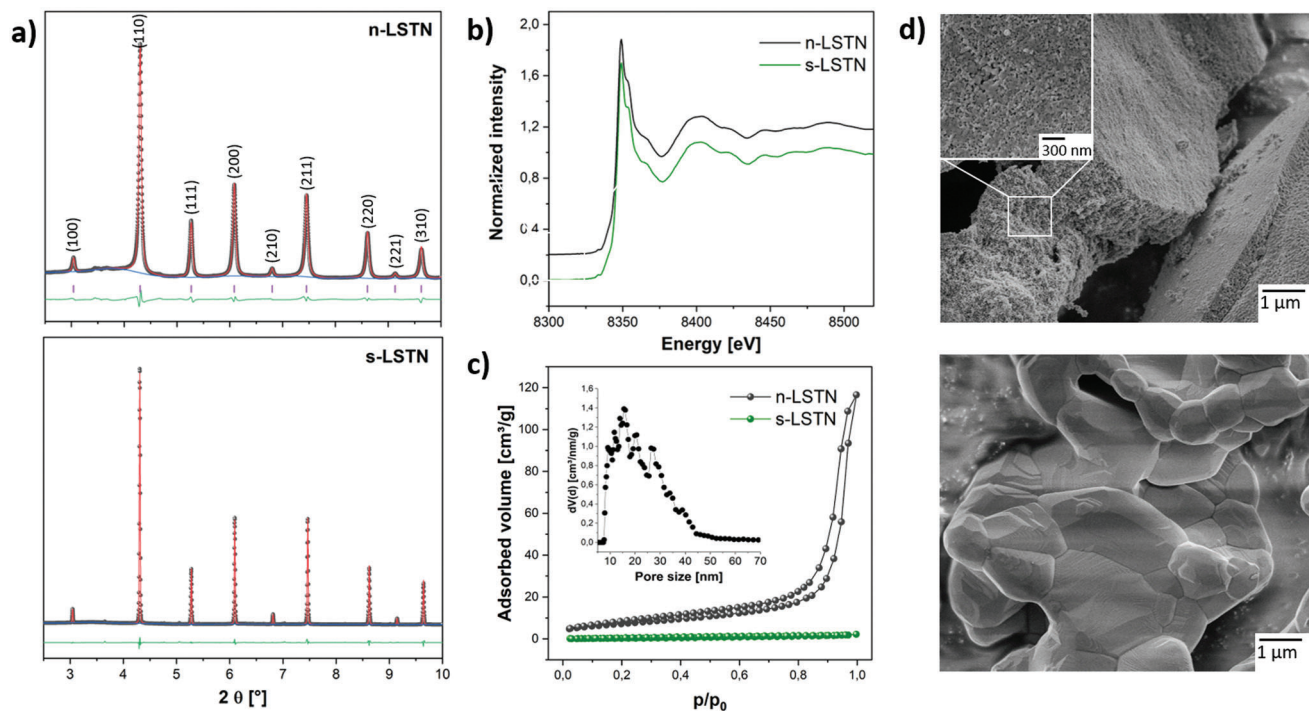 a)
n-LSTN
(100)
(110)
(111)
(200)
(210)
(211)
(220)
(221)
(310)
s-LSTN
3 4 5 6 7 8 9 10
2 θ [°]
b)
2,0
1,6
1,2
0,8
2,4
0,0
Normalized intensity
n-LSTN
s-LSTN
8300 8350 8400 8450 8500
Energy [eV]
c)
120
100
80
60
40
20
0
Adsorbed volume [cm³/g]
n-LSTN
s-LSTN
1,6
1,4
1,2
1,0
0,8
0,6
0,4
0,2
0,0
dV(d) [cm³/nm/g]
10 20 30 40 50 60 70
Pore size [nm]
0,0 0,2 0,4 0,6 0,8 1,0
p/p0
d)
300 nm
1 µm
1 µm